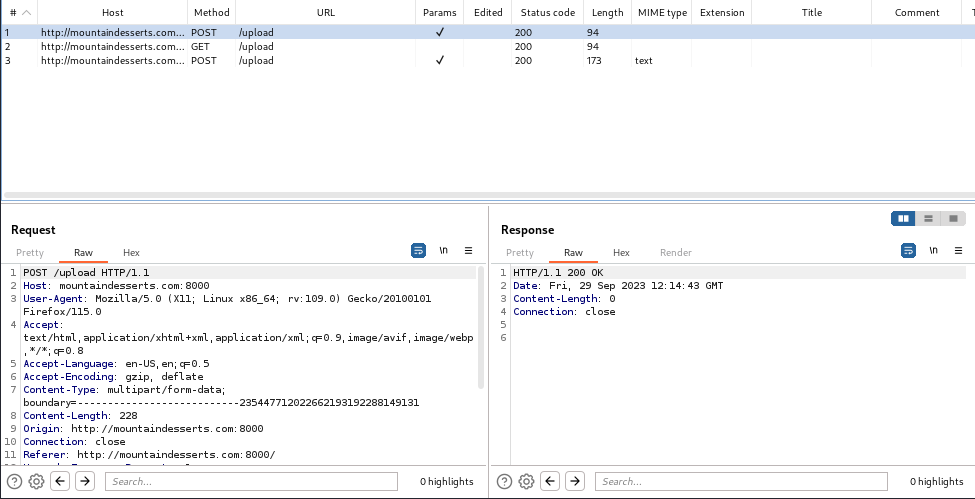 # Host Method URL Params Edited Status code Length MIME type Extension Title Comment
1 http://mountaindesserts.com... POST /upload ✓ 200 94
2 http://mountaindesserts.com... GET /upload 200 94
3 http://mountaindesserts.com... POST /upload ✓ 200 173 text
Request
Pretty Raw Hex
\n
1 POST /upload HTTP/1.1
2 Host: mountaindesserts.com:8000
3 User-Agent: Mozilla/5.0 (X11; Linux x86_64; rv:109.0) Gecko/20100101
Firefox/115.0
4 Accept:
text/html,application/xhtml+xml,application/xml;q=0.9,image/avif,image/webp
,*/*;q=0.8
5 Accept-Language: en-US,en;q=0.5
6 Accept-Encoding: gzip, deflate
7 Content-Type: multipart/form-data;
boundary=---------------------------235447712022662193192288149131
8 Content-Length: 228
9 Origin: http://mountaindesserts.com:8000
10 Connection: close
11 Referer: http://mountaindesserts.com:8000/
Search...
0 highlights
Response
Pretty Raw Hex Render
\n
1 HTTP/1.1 200 OK
2 Date: Fri, 29 Sep 2023 12:14:43 GMT
3 Content-Length: 0
4 Connection: close
5
6
Search...
0 highlights